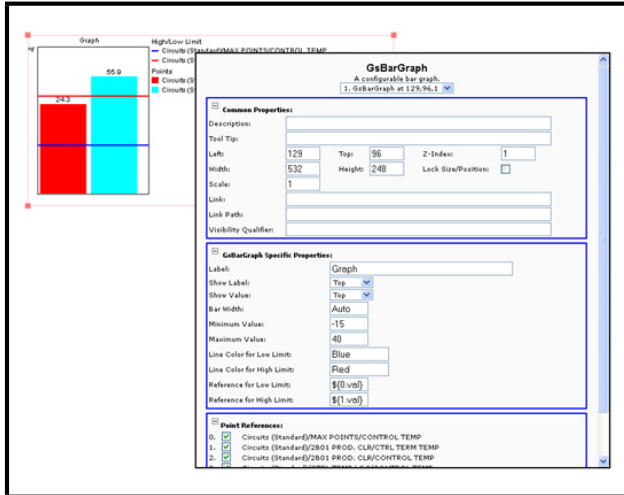 Graph
High/Low Limit
Circuits (Standard)/MAX POINTS/CONTROL TEMP
Circuits (Stand
Points
Circuits (Stand
Circuits (Stand
55.9
24.3
GsBarGraph
A configurable bar graph.
1. GsBarGraph at 129,96.1
Common Properties:
Description:
Tool Tip:
Left: 129 Top: 96 Z-Index: 1
Width: 532 Height: 248 Lock Size/Position:
Scale: 1
Link:
Link Path:
Visibility Qualifier:
GsBarGraph Specific Properties:
Label: Graph
Show Label: Top
Show Value: Top
Bar Width: Auto
Minimum Value: -15
Maximum Value: 40
Line Color for Low Limit: Blue
Line Color for High Limit: Red
Reference for Low Limit: ${0.val}
Reference for High Limit: ${1.val}
Point References:
0. Circuits (Standard)/MAX POINTS/CONTROL TEMP
1. Circuits (Standard)/2B01 PROD. CLR/CTRL TERM TEMP
2. Circuits (Standard)/2B01 PROD. CLR/CONTROL TEMP